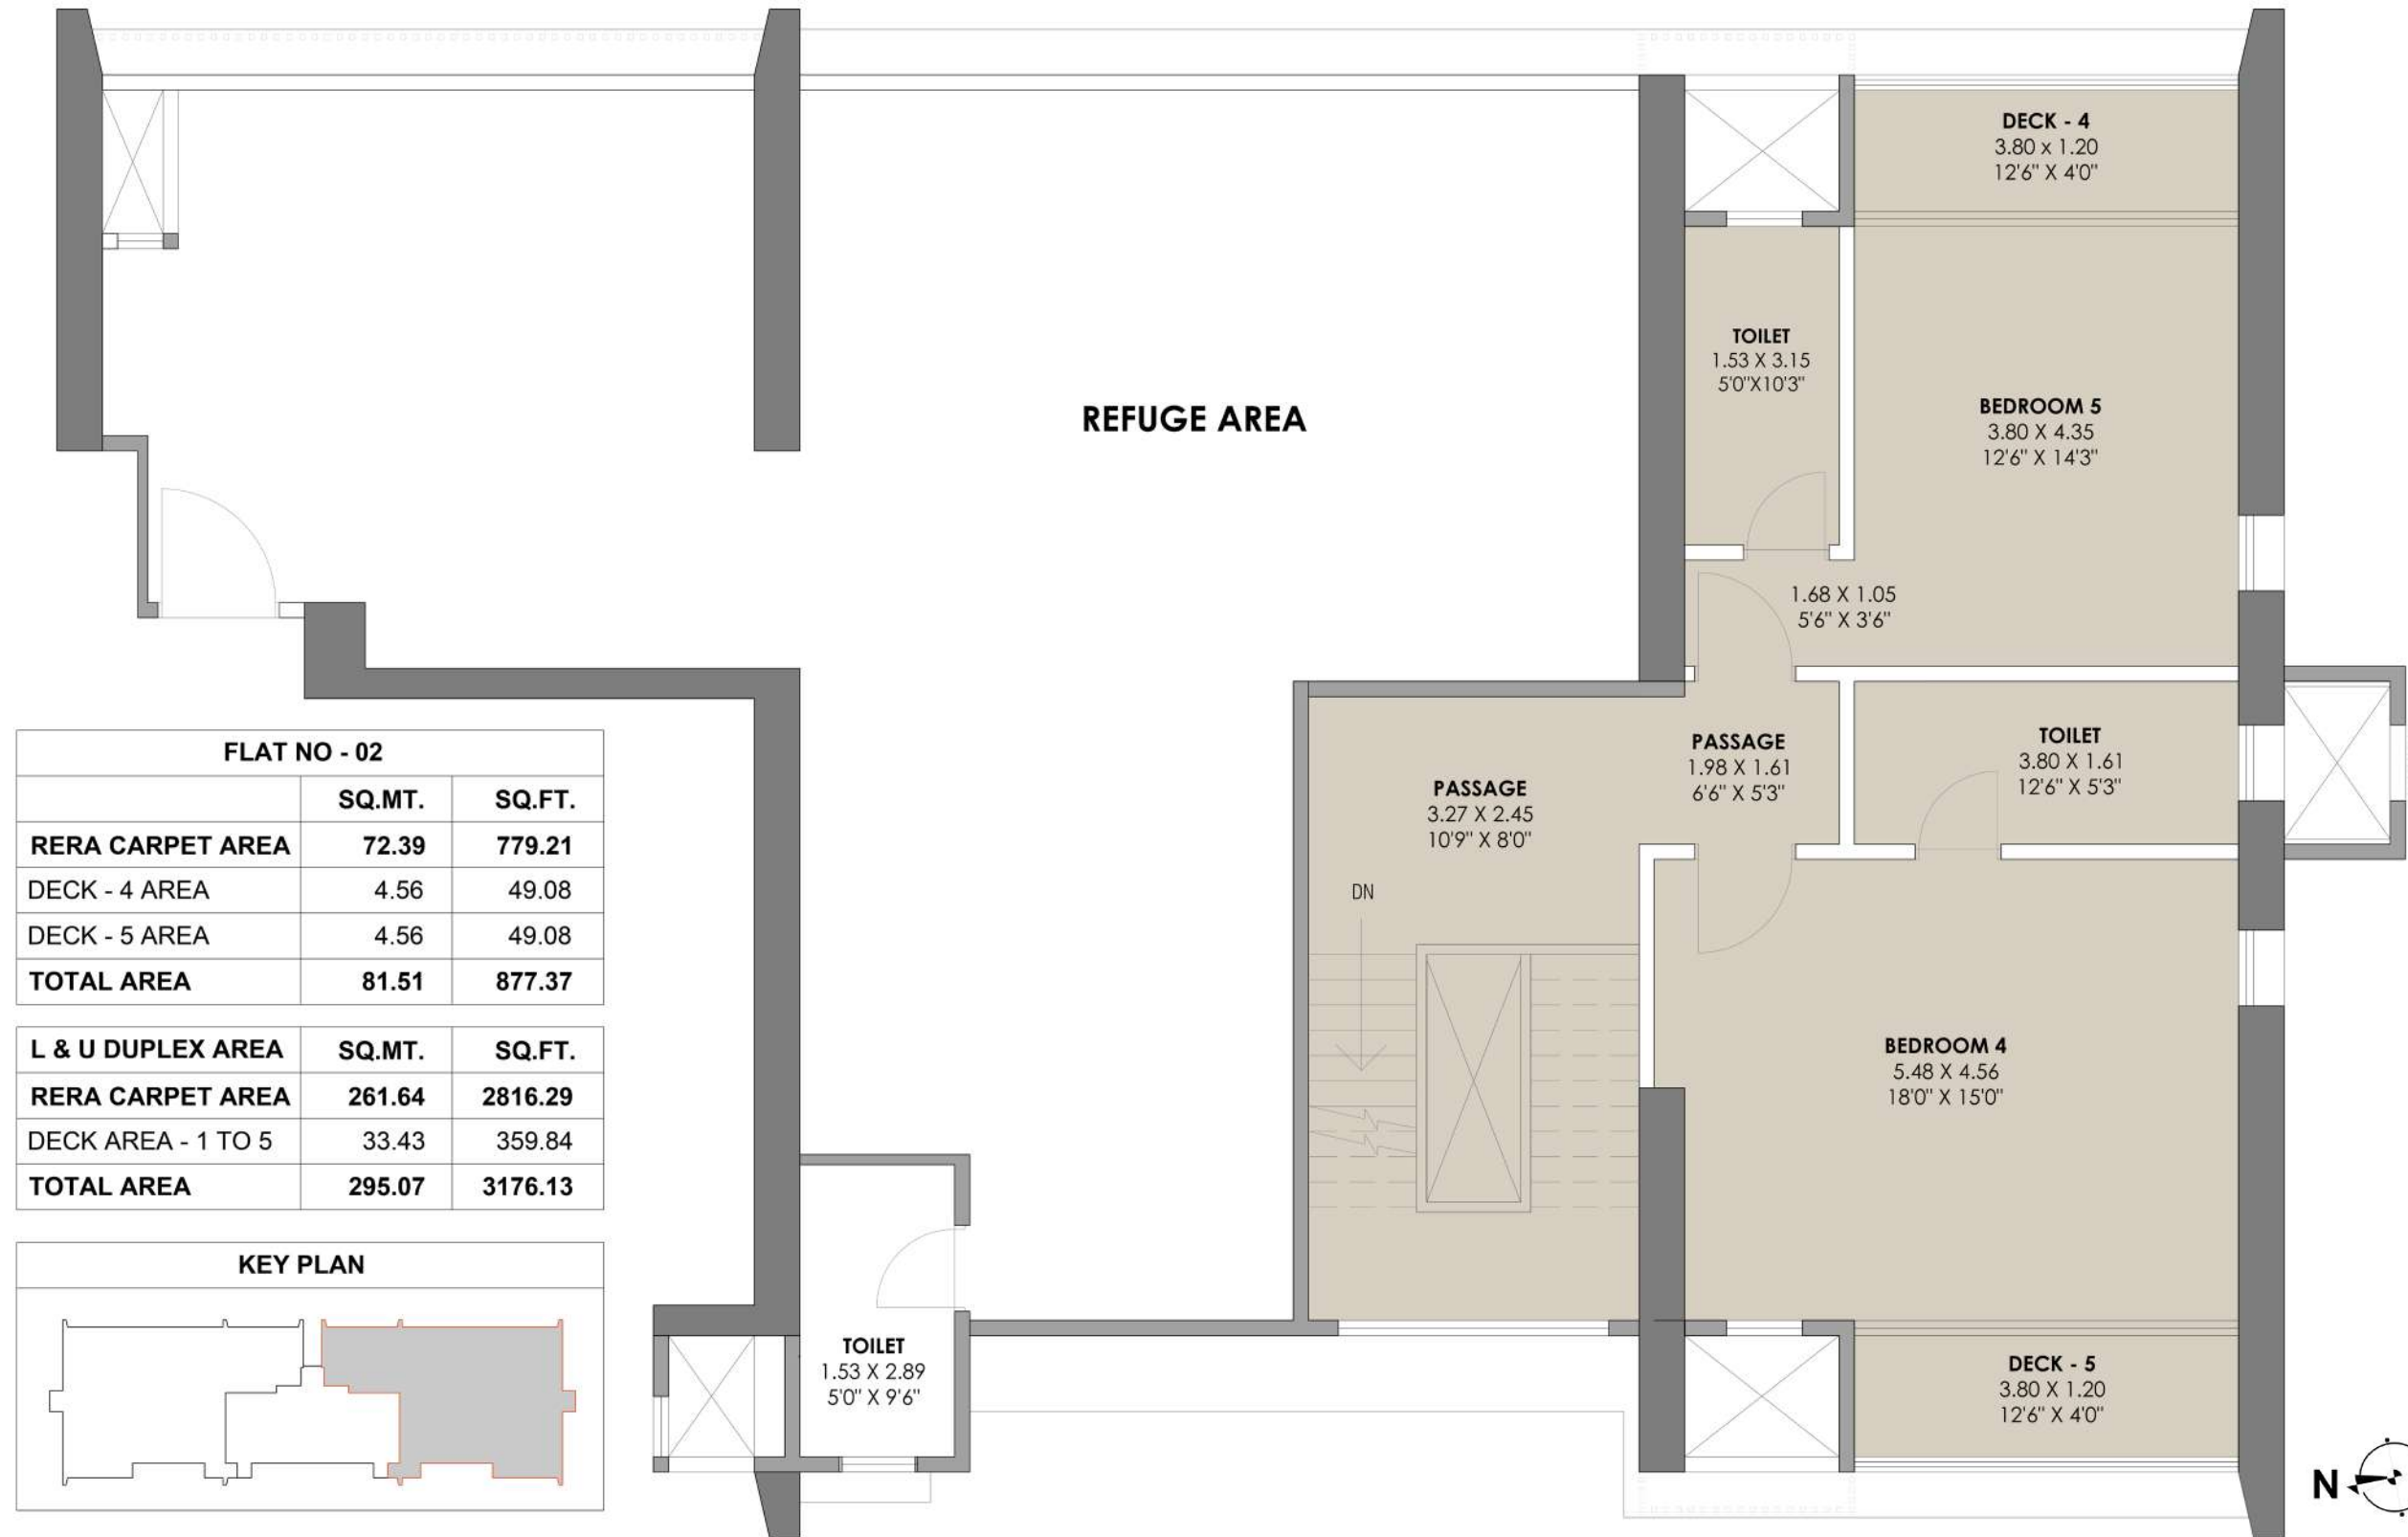 DECK - 4
3.80 x 1.20
12'6" X 4'0"
TOILET
1.53 X 3.15
5'0"X10'3"
REFUGE AREA
BEDROOM 5
3.80 X 4.35
12'6" X 14'3"
1.68 X 1.05
5'6" X 3'6"
PASSAGE
1.98 X 1.61
6'6" X 5'3"
TOILET
3.80 X 1.61
12'6" X 5'3"
PASSAGE
3.27 X 2.45
10'9" X 8'0"
DN
BEDROOM 4
5.48 X 4.56
18'0" X 15'0"
TOILET
1.53 X 2.89
5'0" X 9'6"
DECK - 5
3.80 X 1.20
12'6" X 4'0"
FLAT NO - 02
SQ.MT. SQ.FT.
RERA CARPET AREA 72.39 779.21
DECK - 4 AREA 4.56 49.08
DECK - 5 AREA 4.56 49.08
TOTAL AREA 81.51 877.37
L & U DUPLEX AREA SQ.MT. SQ.FT.
RERA CARPET AREA 261.64 2816.29
DECK AREA - 1 TO 5 33.43 359.84
TOTAL AREA 295.07 3176.13
KEY PLAN
N